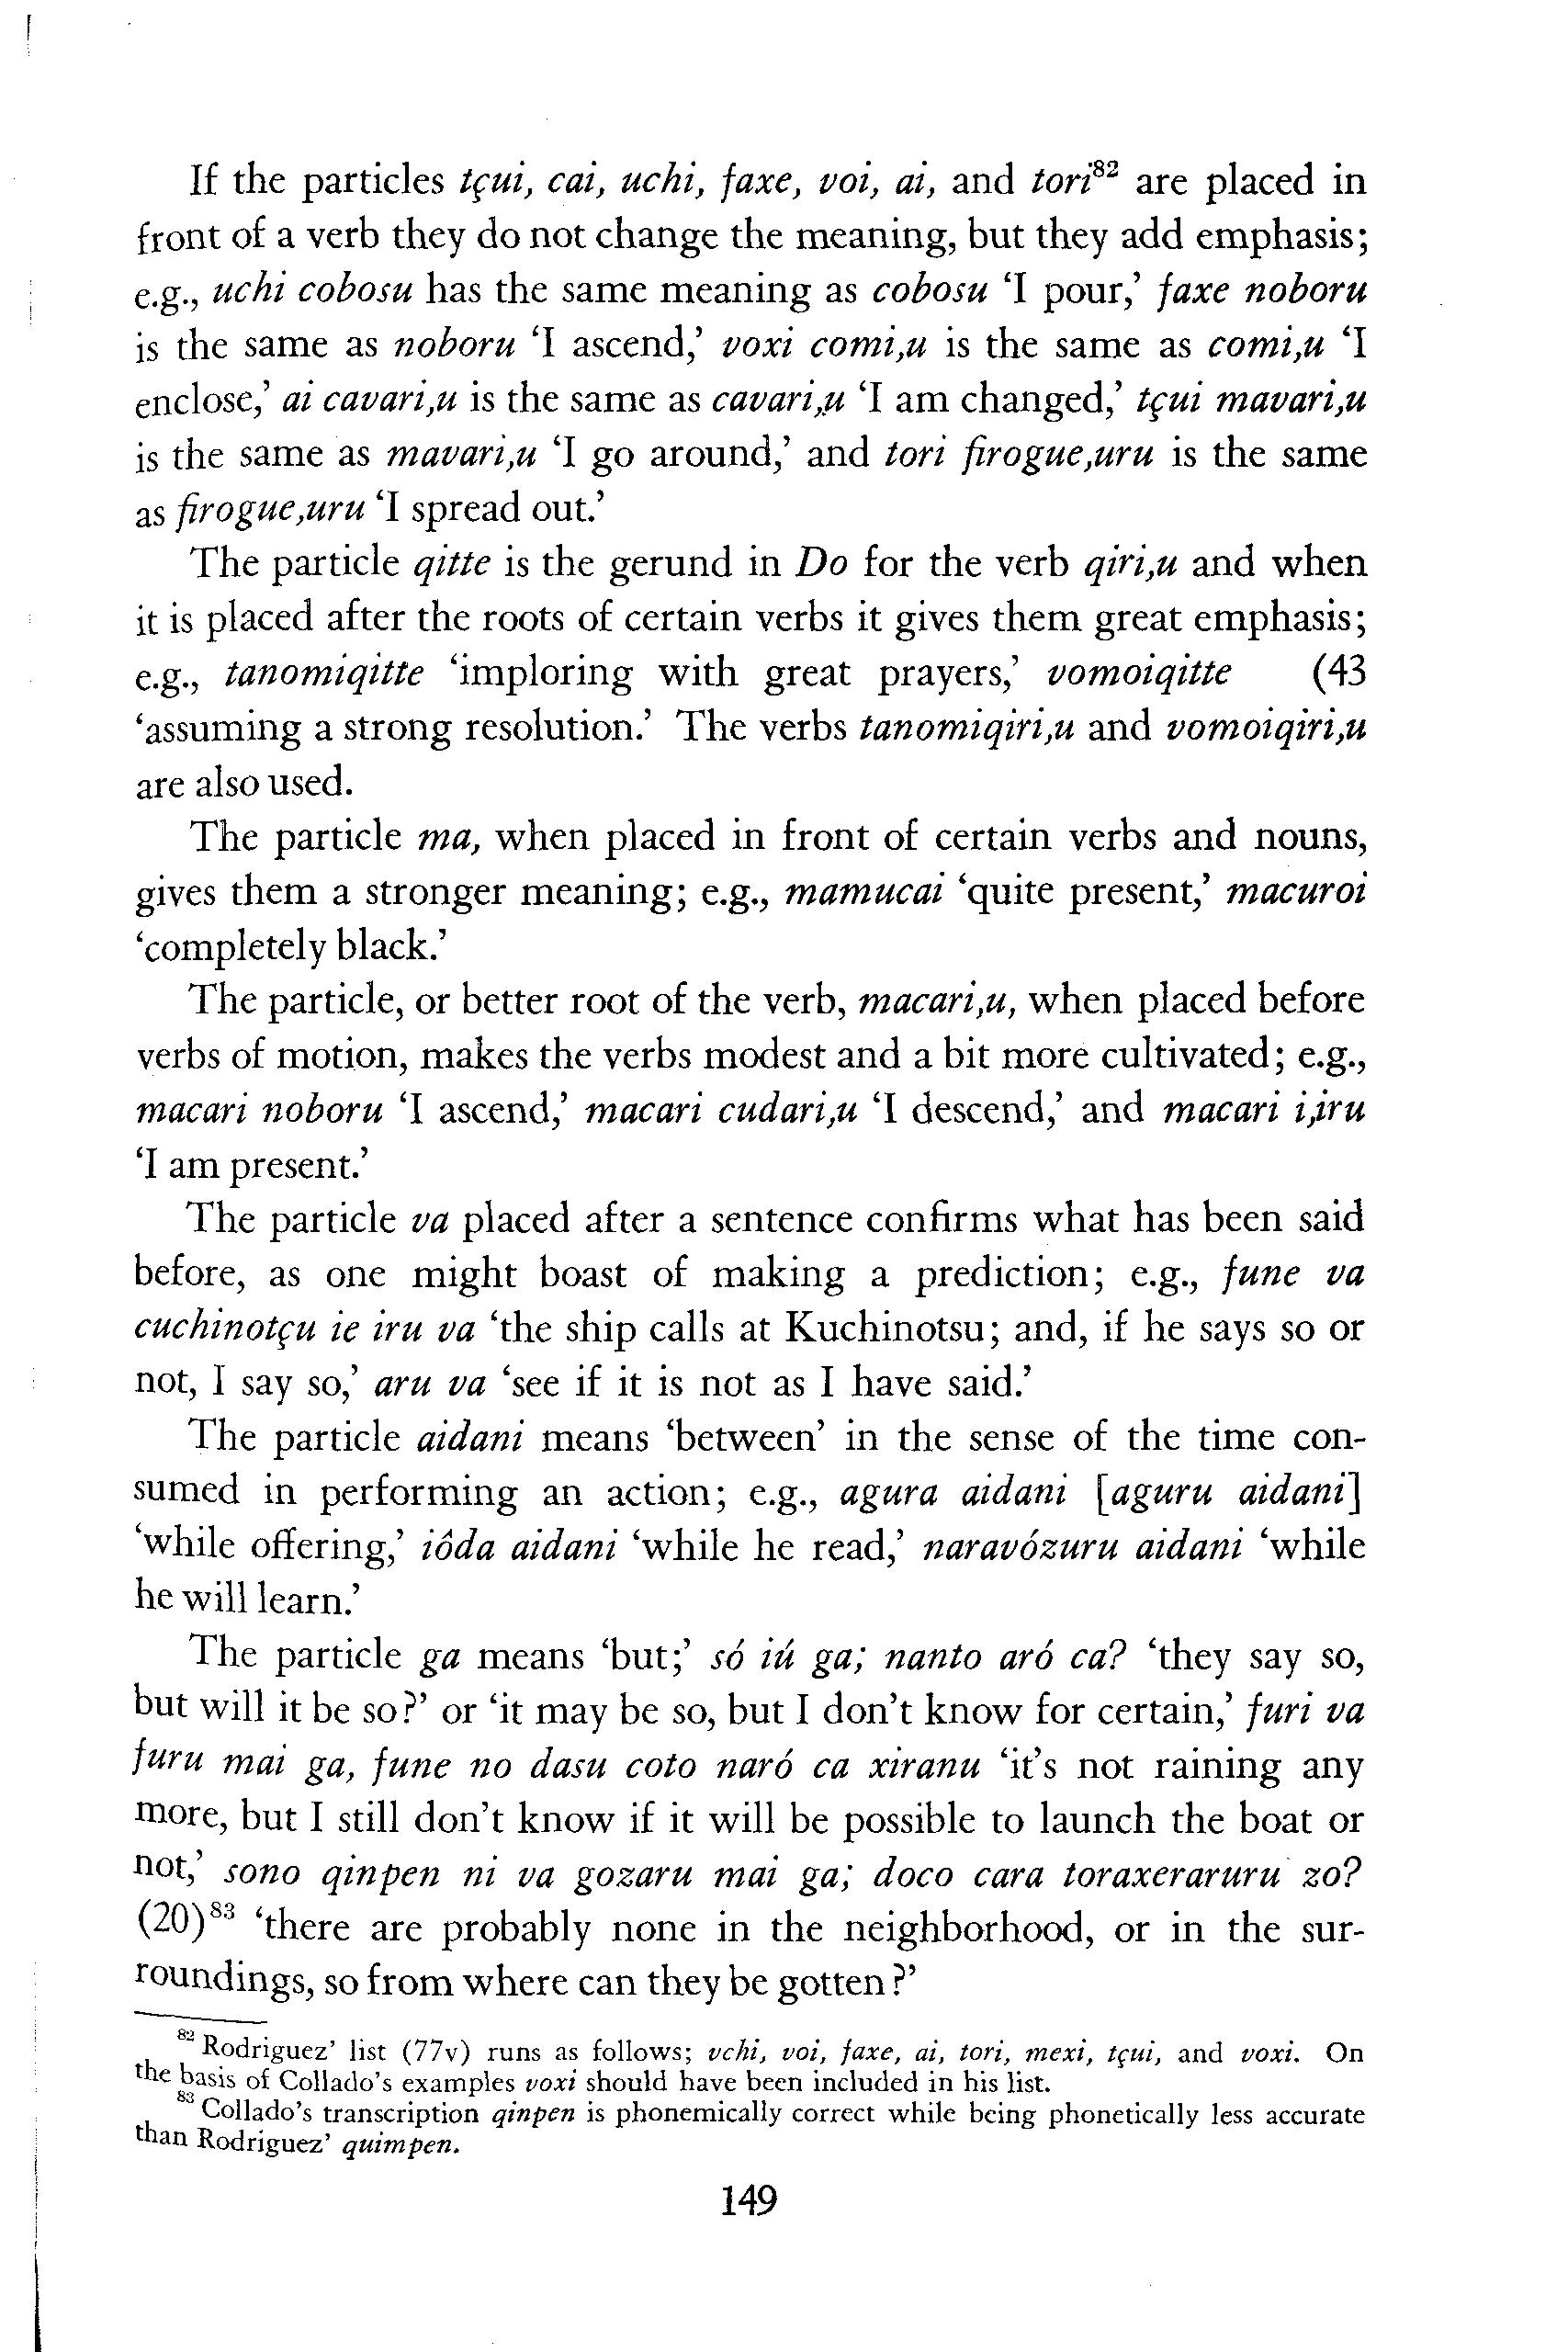 If the particles tçui, cai, uchi, faxe, voi, ai, and tori⁸² are placed in
front of a verb they do not change the meaning, but they add emphasis;
e.g., uchi cobosu has the same meaning as cobosu ‘I pour,’ faxe noboru
is the same as noboru ‘I ascend,’ voxi comi,u is the same as comi,u ‘I
enclose,’ ai cavari,u is the same as cavari,u ‘I am changed,’ tçui mavari,u
is the same as mavari,u ‘I go around,’ and tori firogue,uru is the same
as firogue,uru ‘I spread out.’
The particle qitte is the gerund in Do for the verb qiri,u and when
it is placed after the roots of certain verbs it gives them great emphasis;
e.g., tanomiqitte ‘imploring with great prayers,’ vomoiqitte (43
‘assuming a strong resolution.’ The verbs tanomiqiri,u and vomoiqiri,u
are also used.
The particle ma, when placed in front of certain verbs and nouns,
gives them a stronger meaning; e.g., mamucai ‘quite present,’ macuroi
‘completely black.’
The particle, or better root of the verb, macari,u, when placed before
verbs of motion, makes the verbs modest and a bit more cultivated; e.g.,
macari noboru ‘I ascend,’ macari cudari,u ‘I descend,’ and macari i,iru
‘I am present.’
The particle va placed after a sentence confirms what has been said
before, as one might boast of making a prediction; e.g., fune va
cuchinotçu ie iru va ‘the ship calls at Kuchinotsu; and, if he says so or
not, I say so,’ aru va ‘see if it is not as I have said.’
The particle aidani means ‘between’ in the sense of the time con-
sumed in performing an action; e.g., agura aidani [aguru aidani]
‘while offering,’ iôda aidani ‘while he read,’ naravózuru aidani ‘while
he will learn.’
The particle ga means ‘but;’ só iú ga; nanto aró ca? ‘they say so,
but will it be so?’ or ‘it may be so, but I don’t know for certain,’ furi va
furu mai ga, fune no dasu coto naró ca xiranu ‘it’s not raining any
more, but I still don’t know if it will be possible to launch the boat or
not,’ sono qinpen ni va gozaru mai ga; doco cara toraxeraruru zo?
(20)⁸³ ‘there are probably none in the neighborhood, or in the sur-
roundings, so from where can they be gotten?’
⁸² Rodriguez’ list (77v) runs as follows; vchi, voi, faxe, ai, tori, mexi, tçui, and voxi. On
the basis of Collado’s examples voxi should have been included in his list.
⁸³ Collado’s transcription qinpen is phonemically correct while being phonetically less accurate
than Rodriguez’ quimpen.
149